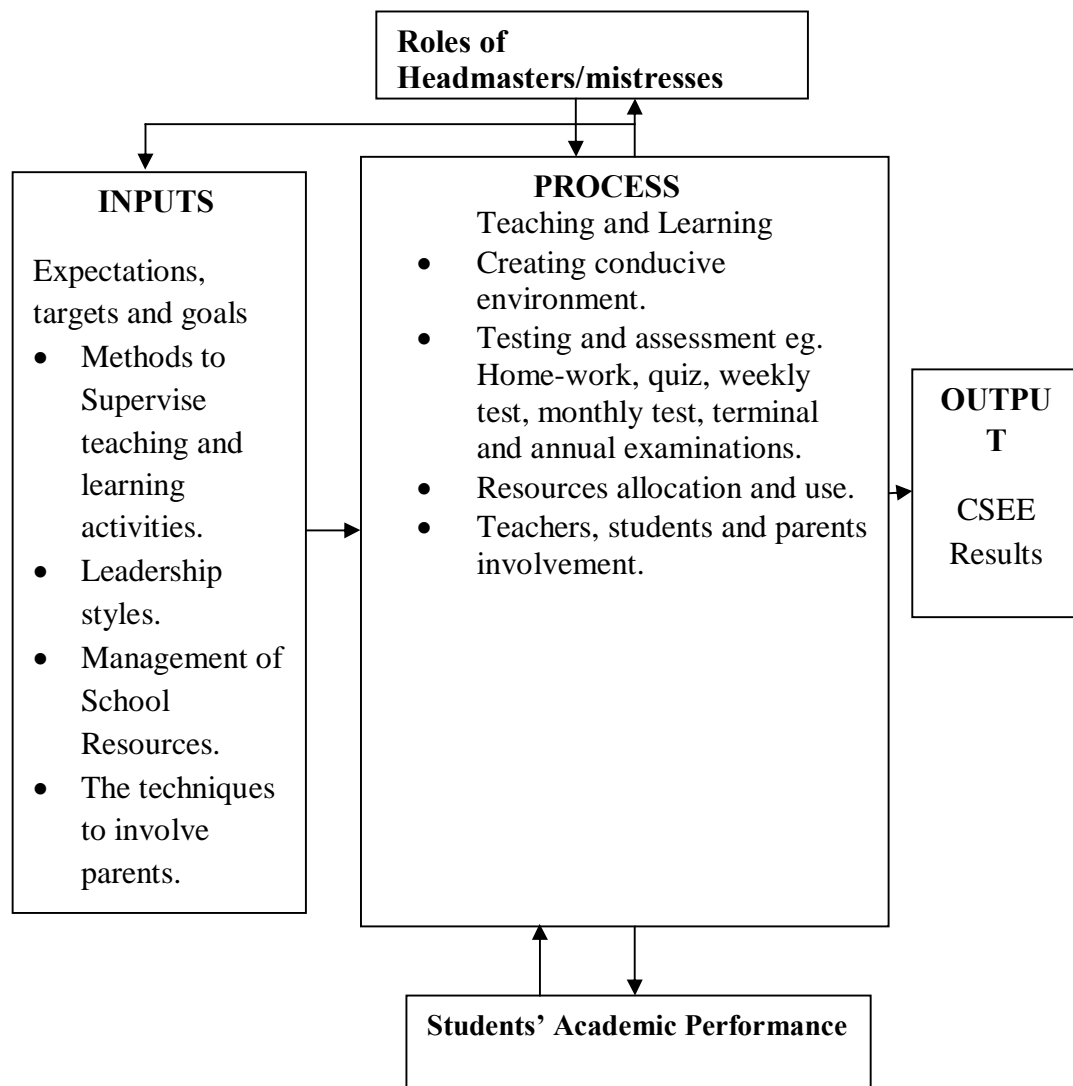 Roles of
Headmasters/mistresses
INPUTS
Expectations,
targets and goals
• Methods to
Supervise
teaching and
learning
activities.
• Leadership
styles.
• Management of
School
Resources.
• The techniques
to involve
parents.
PROCESS
Teaching and Learning
• Creating conducive
environment.
• Testing and assessment eg.
Home-work, quiz, weekly
test, monthly test, terminal
and annual examinations.
• Resources allocation and use.
• Teachers, students and parents
involvement.
OUTPU
T
CSEE
Results
Students’ Academic Performance